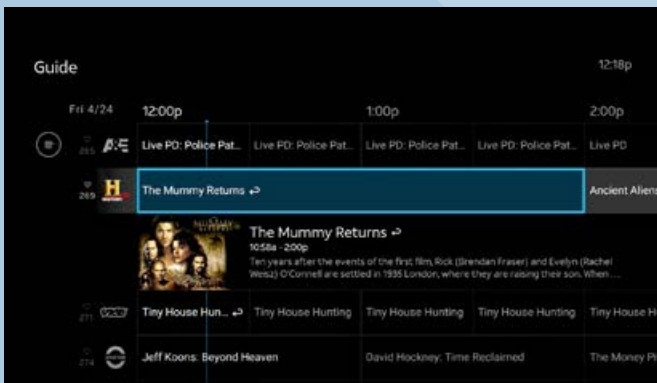 Guide
12:18p
Fri 4/24 12:00p 1:00p 2:00p
265 A&E Live PD: Police Pat... Live PD: Police Pat... Live PD: Police Pat... Live PD: Police Pat... Live PD
269 H HISTORY The Mummy Returns Ancient Aliens
The Mummy Returns
10:58a - 2:00p
Ten years after the events of the first film, Rick (Brendan Fraser) and Evelyn (Rachel
Weisz) O'Connell are settled in 1935 London, where they are raising their son. When ...
271 Tiny House Hun... Tiny House Hunting Tiny House Hunting Tiny House Hunting Tiny House H
274 Jeff Koons: Beyond Heaven David Hockney: Time Reclaimed The Money Pi